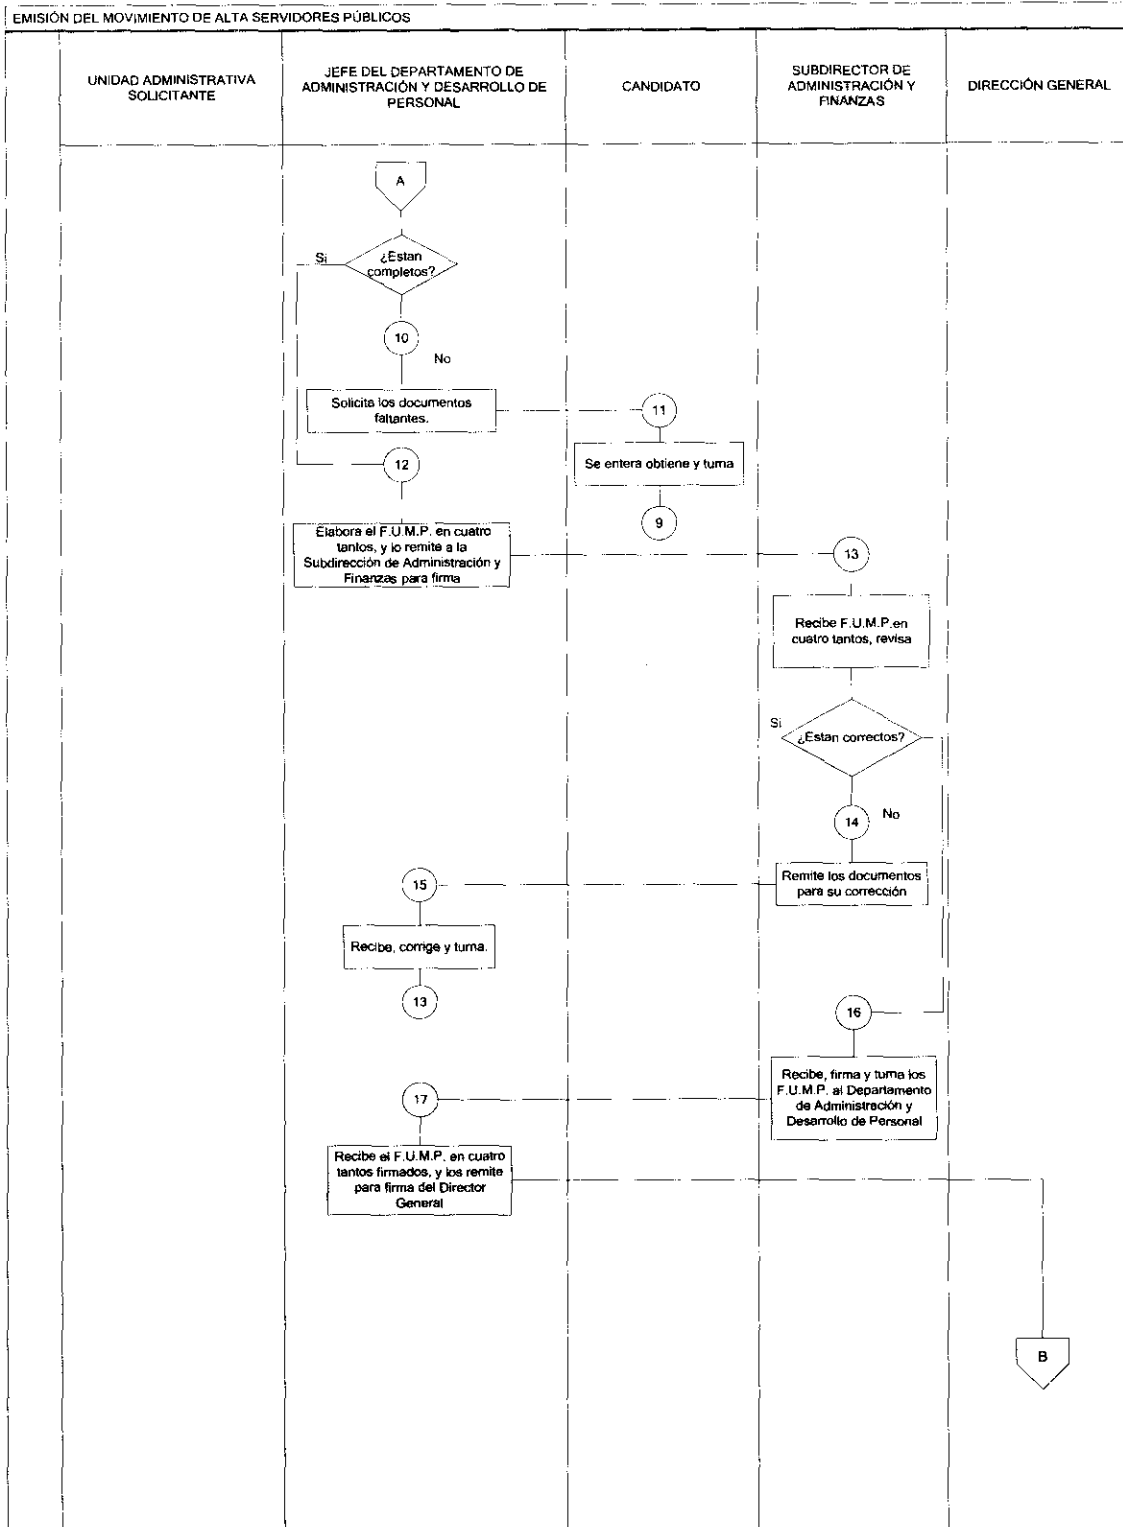 EMISIÓN DEL MOVIMIENTO DE ALTA SERVIDORES PÚBLICOS
UNIDAD ADMINISTRATIVA
SOLICITANTE
JEFE DEL DEPARTAMENTO DE
ADMINISTRACIÓN Y DESARROLLO DE
PERSONAL
CANDIDATO
SUBDIRECTOR DE
ADMINISTRACIÓN Y
FINANZAS
DIRECCIÓN GENERAL
A
Si
¿Estan
completos?
10
No
Solicita los documentos
faltantes.
11
Se entera obtiene y turna
9
12
Elabora el F.U.M.P. en cuatro
tantos, y lo remite a la
Subdirección de Administración y
Finanzas para firma
13
Recibe F.U.M.P.en
cuatro tantos, revisa
Si
¿Estan correctos?
14
No
Remite los documentos
para su corrección
15
Recibe, corrige y turna.
13
16
Recibe, firma y turna los
F.U.M.P. al Departamento
de Administración y
Desarrollo de Personal
17
Recibe el F.U.M.P. en cuatro
tantos firmados, y los remite
para firma del Director
General
B